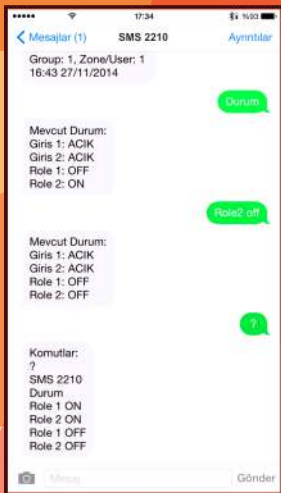 17:34
Mesajlar (1)
SMS 2210
Ayrıntılar
Group: 1, Zone/User: 1
16:43 27/11/2014
Durum
Mevcut Durum:
Giris 1: ACIK
Giris 2: ACIK
Role 1: OFF
Role 2: ON
Role2 off
Mevcut Durum:
Giris 1: ACIK
Giris 2: ACIK
Role 1: OFF
Role 2: OFF
?
Komutlar:
?
SMS 2210
Durum
Role 1 ON
Role 2 ON
Role 1 OFF
Role 2 OFF
Mesaj
Gönder